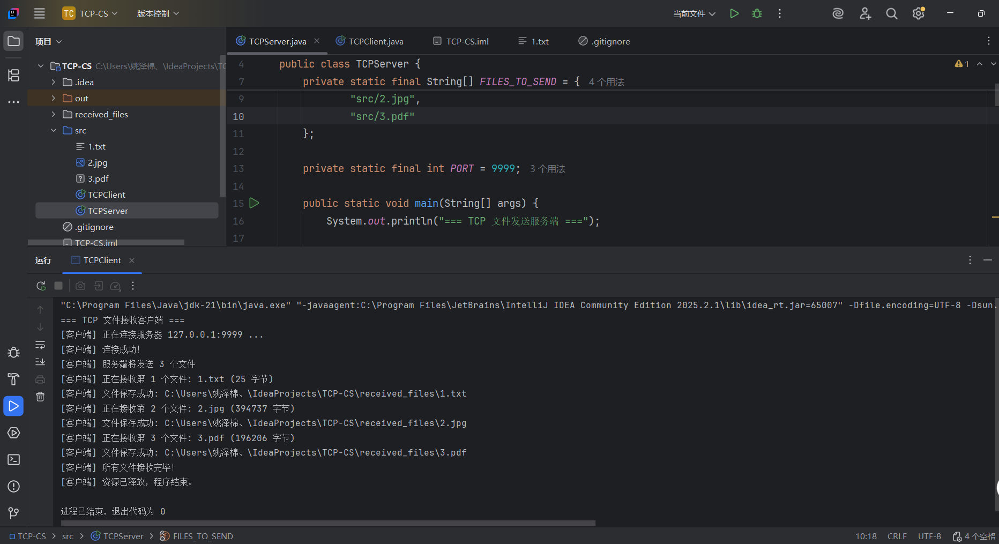 TC TCP-CS 版本控制 当前文件
项目
TCP-CS C:\Users\姚泽棉、\IdeaProjects\TC
.idea
out
received_files
src
1.txt
2.jpg
3.pdf
TCPClient
TCPServer
.gitignore
TCP-CS.iml
TCPServer.java TCPClient.java TCP-CS.iml 1.txt .gitignore
4 public class TCPServer { 1
7 private static final String[] FILES_TO_SEND = { 4 个用法
9 "src/2.jpg",
10 "src/3.pdf"
11 };
12
13 private static final int PORT = 9999; 3 个用法
14
15 public static void main(String[] args) {
16 System.out.println("=== TCP 文件发送服务端 ===");
17
运行 TCPClient
"C:\Program Files\Java\jdk-21\bin\java.exe" "-javaagent:C:\Program Files\JetBrains\IntelliJ IDEA Community Edition 2025.2.1\lib\idea_rt.jar=65007" -Dfile.encoding=UTF-8 -Dsun.
=== TCP 文件接收客户端 ===
[客户端] 正在连接服务器 127.0.0.1:9999 ...
[客户端] 连接成功！
[客户端] 服务端将发送 3 个文件
[客户端] 正在接收第 1 个文件: 1.txt (25 字节)
[客户端] 文件保存成功: C:\Users\姚泽棉、\IdeaProjects\TCP-CS\received_files\1.txt
[客户端] 正在接收第 2 个文件: 2.jpg (394737 字节)
[客户端] 文件保存成功: C:\Users\姚泽棉、\IdeaProjects\TCP-CS\received_files\2.jpg
[客户端] 正在接收第 3 个文件: 3.pdf (196206 字节)
[客户端] 文件保存成功: C:\Users\姚泽棉、\IdeaProjects\TCP-CS\received_files\3.pdf
[客户端] 所有文件接收完毕！
[客户端] 资源已释放，程序结束。
进程已结束，退出代码为 0
TCP-CS src TCPServer FILES_TO_SEND 10:18 CRLF UTF-8 4 个空格